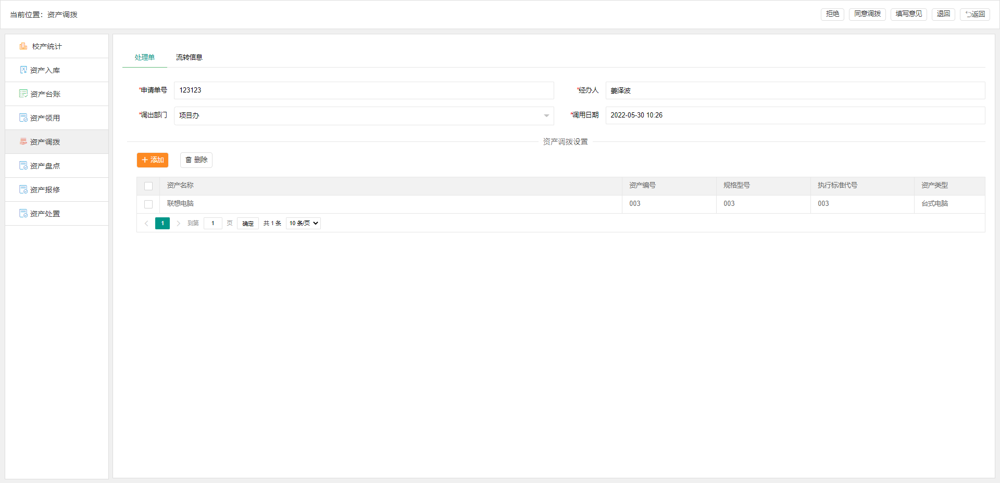 当前位置：资产调拨
拒绝 同意调拨 填写意见 退回 返回
校产统计
资产入库
资产台账
资产领用
资产调拨
资产盘点
资产报修
资产处置
处理单 流转信息
*申请单号 123123 *经办人 姜泽波
*调出部门 项目办 *调用日期 2022-05-30 10:26
资产调拨设置
添加 删除
资产名称 资产编号 规格型号 执行标准代号 资产类型
联想电脑 003 003 003 台式电脑
1 到第 1 页 确定 共 1 条 10 条/页